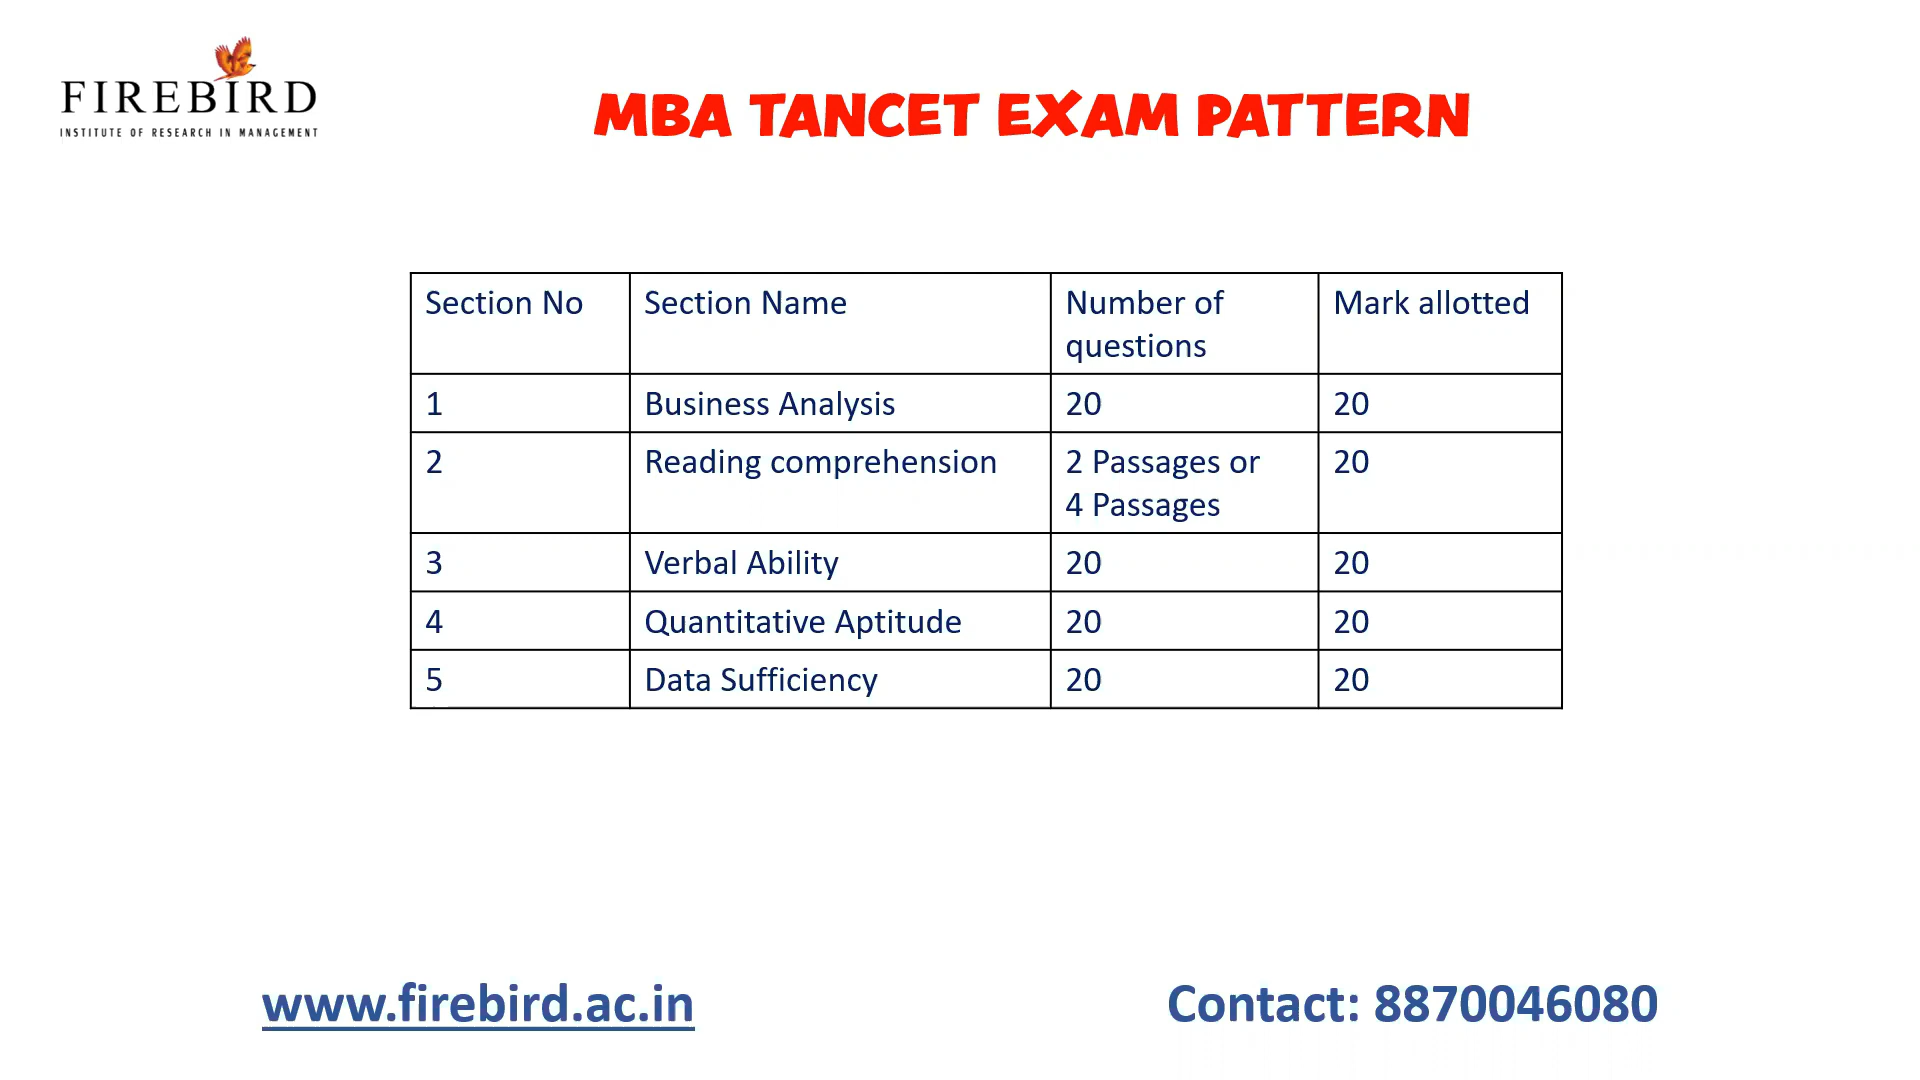 FIREBIRD
INSTITUTE OF RESEARCH IN MANAGEMENT
MBA TANCET EXAM PATTERN
Section No Section Name Number of questions Mark allotted
1 Business Analysis 20 20
2 Reading comprehension 2 Passages or 4 Passages 20
3 Verbal Ability 20 20
4 Quantitative Aptitude 20 20
5 Data Sufficiency 20 20
www.firebird.ac.in Contact: 8870046080